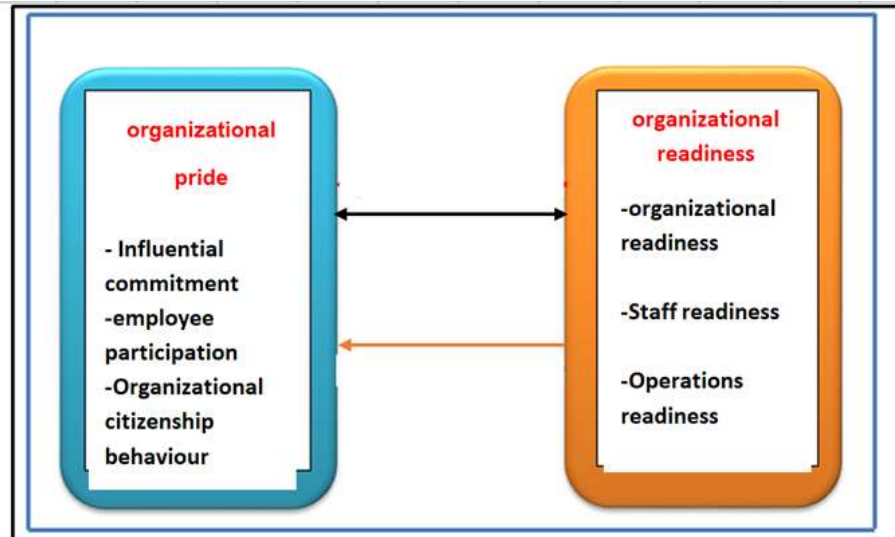 organizational
pride
- Influential
commitment
-employee
participation
-Organizational
citizenship
behaviour
organizational
readiness
-organizational
readiness
-Staff readiness
-Operations
readiness